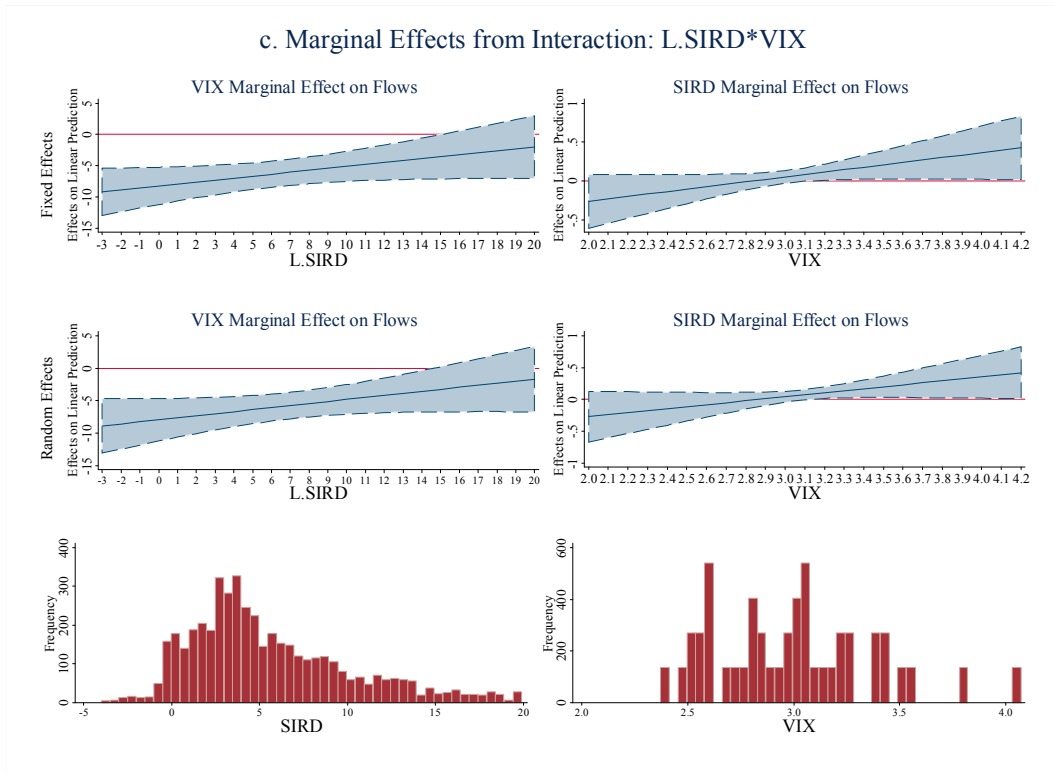 c. Marginal Effects from Interaction: L.SIRD*VIX
VIX Marginal Effect on Flows
Fixed Effects
Effects on Linear Prediction
5
0
-5
-10
-15
-3 -2 -1 0 1 2 3 4 5 6 7 8 9 10 11 12 13 14 15 16 17 18 19 20
L.SIRD
SIRD Marginal Effect on Flows
Effects on Linear Prediction
1
.5
0
-.5
2.0 2.1 2.2 2.3 2.4 2.5 2.6 2.7 2.8 2.9 3.0 3.1 3.2 3.3 3.4 3.5 3.6 3.7 3.8 3.9 4.0 4.1 4.2
VIX
VIX Marginal Effect on Flows
Random Effects
Effects on Linear Prediction
5
0
-5
-10
-15
-3 -2 -1 0 1 2 3 4 5 6 7 8 9 10 11 12 13 14 15 16 17 18 19 20
L.SIRD
SIRD Marginal Effect on Flows
Effects on Linear Prediction
1
.5
0
-.5
-1
2.0 2.1 2.2 2.3 2.4 2.5 2.6 2.7 2.8 2.9 3.0 3.1 3.2 3.3 3.4 3.5 3.6 3.7 3.8 3.9 4.0 4.1 4.2
VIX
Frequency
400
300
200
100
0
-5 0 5 10 15 20
SIRD
Frequency
600
400
200
0
2.0 2.5 3.0 3.5 4.0
VIX